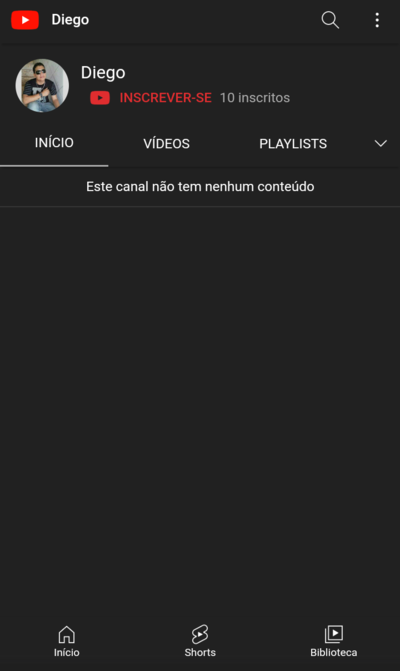 Diego
Diego
INSCREVER-SE 10 inscritos
INÍCIO VÍDEOS PLAYLISTS
Este canal não tem nenhum conteúdo
Início Shorts Biblioteca